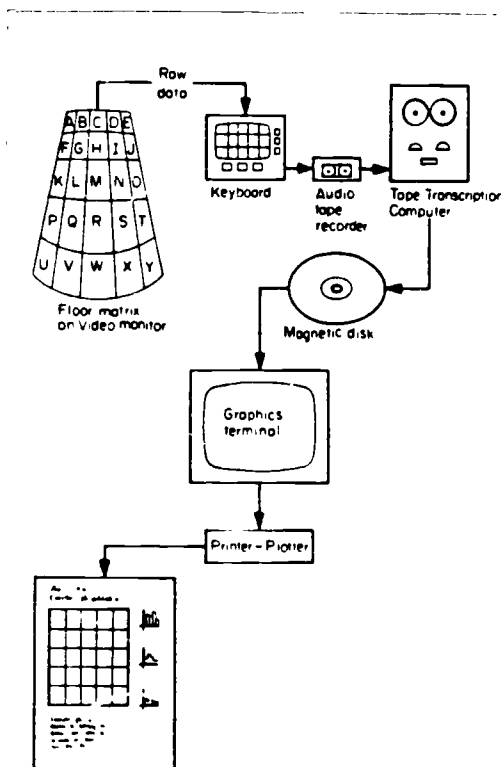 Raw
data
A B C D E
F G H I J
K L M N O
P Q R S T
U V W X Y
Floor matrix
on Video monitor
Keyboard
Audio
tape
recorder
Tape Transcription
Computer
Magnetic disk
Graphics
terminal
Printer-Plotter